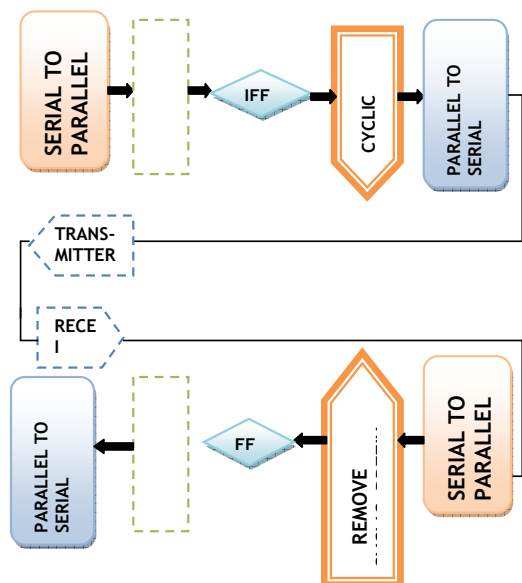 SERIAL TO
PARALLEL
IFF
CYCLIC
PARALLEL TO
SERIAL
TRANS-
MITTER
RECE
I
PARALLEL TO
SERIAL
FF
REMOVE
SERIAL TO
PARALLEL